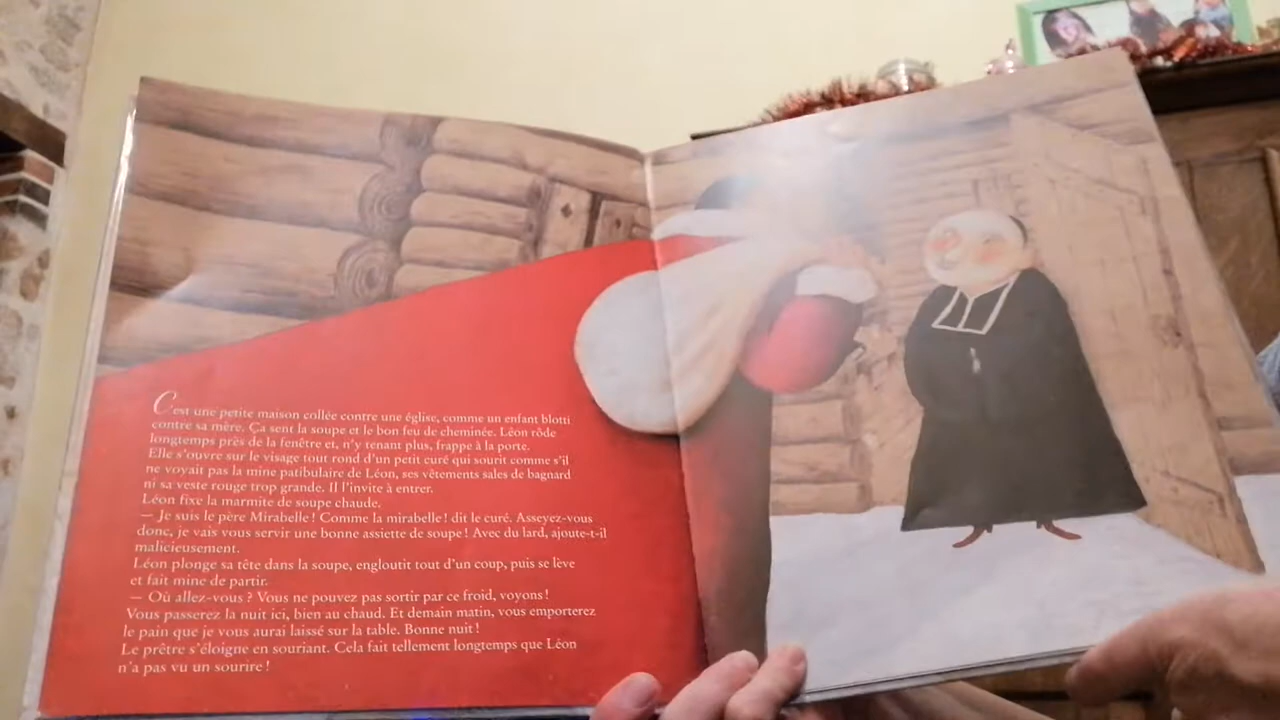 C'est une petite maison collée contre une église, comme un enfant blotti
contre sa mère. Ça sent la soupe et le bon feu de cheminée. Léon rôde
longtemps près de la fenêtre et, n'y tenant plus, frappe à la porte.
Elle s'ouvre sur le visage tout rond d'un petit curé qui sourit comme s'il
ne voyait pas la mine patibulaire de Léon, ses vêtements sales de bagnard
ni sa veste rouge trop grande. Il l'invite à entrer.
Léon fixe la marmite de soupe chaude.
— Je suis le père Mirabelle ! Comme la mirabelle ! dit le curé. Asseyez-vous
donc, je vais vous servir une bonne assiette de soupe ! Avec du lard, ajoute-t-il
malicieusement.
Léon plonge sa tête dans la soupe, engloutit tout d'un coup, puis se lève
et fait mine de partir.
— Où allez-vous ? Vous ne pouvez pas sortir par ce froid, voyons !
Vous passerez la nuit ici, bien au chaud. Et demain matin, vous emporterez
le pain que je vous aurai laissé sur la table. Bonne nuit !
Le prêtre s'éloigne en souriant. Cela fait tellement longtemps que Léon
n'a pas vu un sourire !